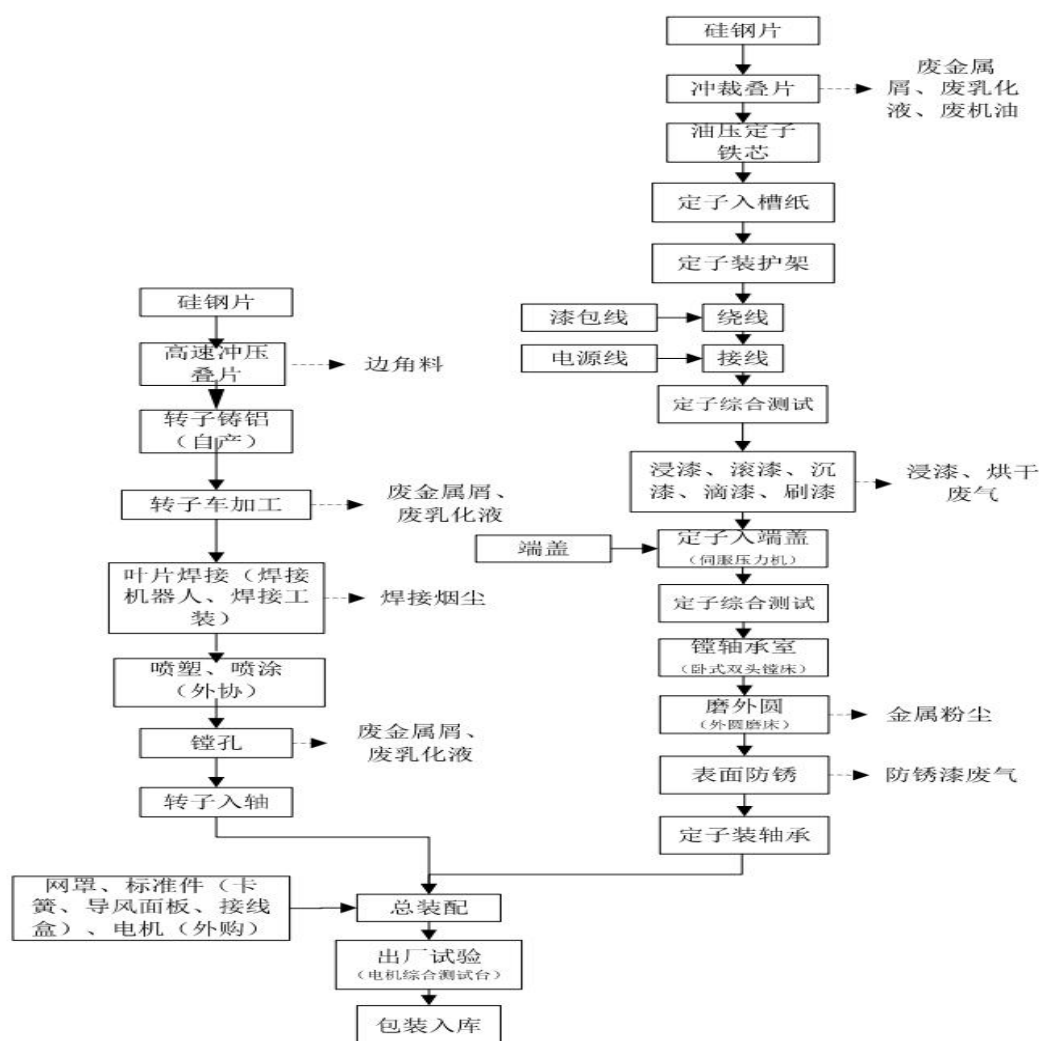 硅钢片
冲裁叠片
废金属
屑、废乳化
液、废机油
油压定子
铁芯
定子入槽纸
定子装护架
漆包线
绕线
电源线
接线
定子综合测试
浸漆、滚漆、沉
漆、滴漆、刷漆
浸漆、烘干
废气
端盖
定子入端盖
（伺服压力机）
定子综合测试
镗轴承室
（卧式双头镗床）
磨外圆
（外圆磨床）
金属粉尘
表面防锈
防锈漆废气
定子装轴承
硅钢片
高速冲压
叠片
边角料
转子铸铝
（自产）
转子车加工
废金属屑、
废乳化液
叶片焊接（焊接
机器人、焊接工
装）
焊接烟尘
喷塑、喷涂
（外协）
镗孔
废金属屑、
废乳化液
转子入轴
网罩、标准件（卡
簧、导风面板、接线
盒）、电机（外购）
总装配
出厂试验
（电机综合测试台）
包装入库